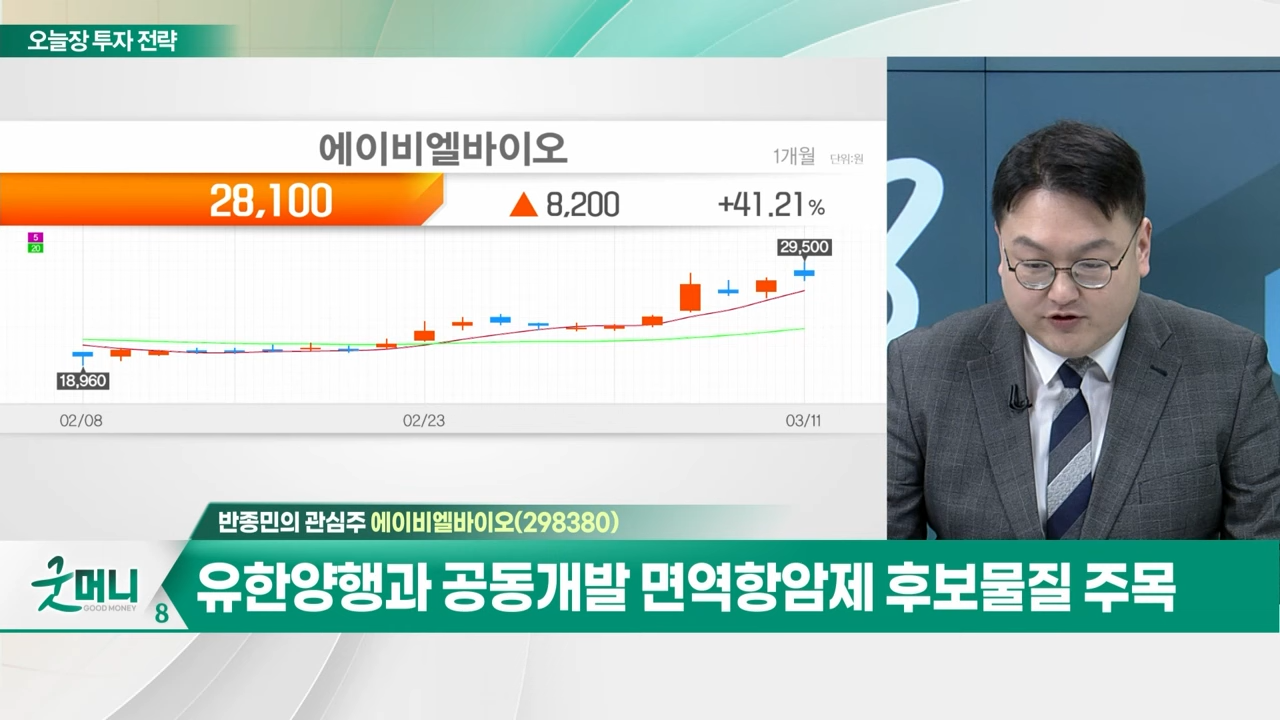 오늘장 투자 전략
에이비엘바이오
1개월 단위:원
28,100 ▲ 8,200 +41.21%
5
20
29,500
18,960
02/08 02/23 03/11
반종민의 관심주 에이비엘바이오(298380)
굿머니
GOOD MONEY
8
유한양행과 공동개발 면역항암제 후보물질 주목